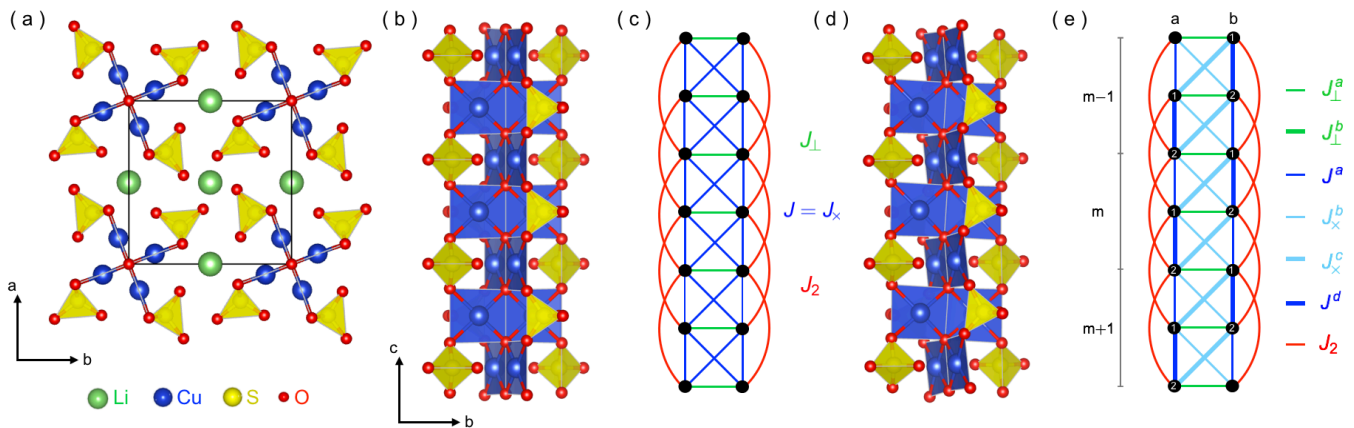 ( a )
a
b
Li
Cu
S
O
( b )
c
b
( c )
J⊥
J = J×
J₂
( d )
( e )
a b
1
m−1
1 2
2 1
m
1 2
2 1
m+1
1 2
2
J⊥ᵃ
J⊥ᵇ
Jᵃ
J×ᵇ
J×ᶜ
Jᵈ
J₂